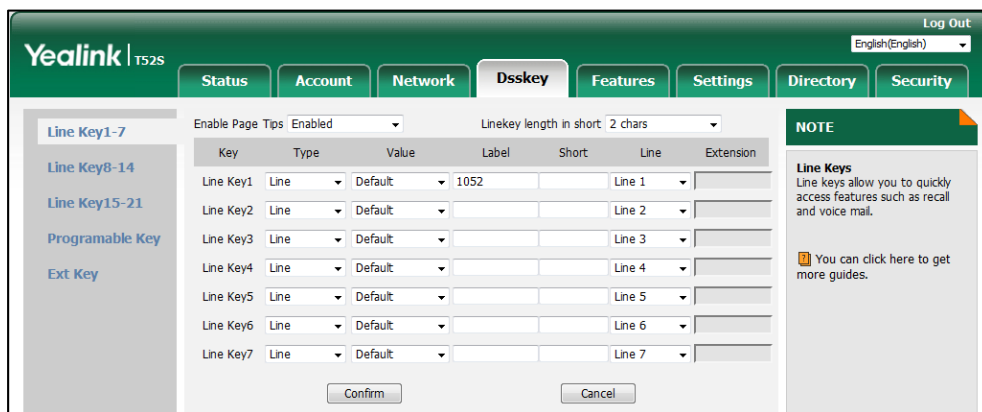 Log Out
Yealink T52S
English(English)
Status Account Network Dsskey Features Settings Directory Security
Line Key1-7
Line Key8-14
Line Key15-21
Programable Key
Ext Key
Enable Page Tips Enabled Linekey length in short 2 chars
Key Type Value Label Short Line Extension
Line Key1 Line Default 1052 Line 1
Line Key2 Line Default Line 2
Line Key3 Line Default Line 3
Line Key4 Line Default Line 4
Line Key5 Line Default Line 5
Line Key6 Line Default Line 6
Line Key7 Line Default Line 7
Confirm Cancel
NOTE
Line Keys
Line keys allow you to quickly
access features such as recall
and voice mail.
You can click here to get
more guides.